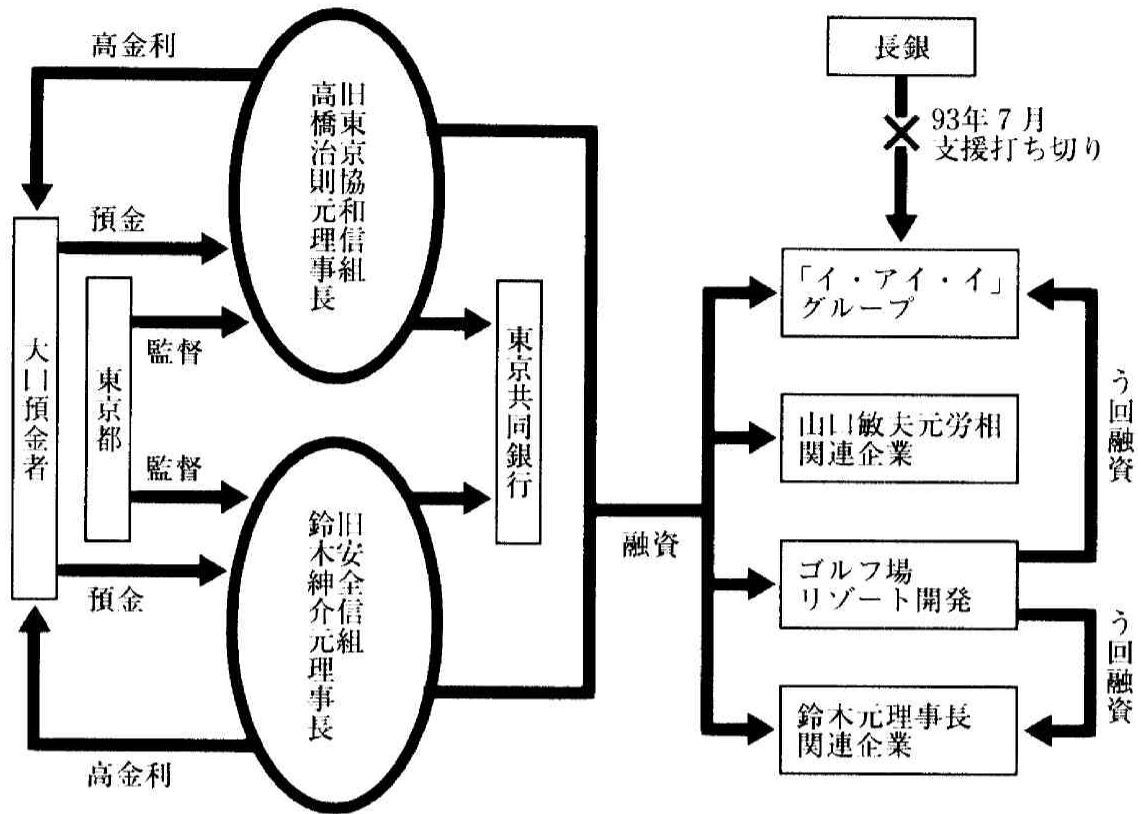 高金利
旧東京協和信組
高橋治則元理事長
預金
監督
大口預金者
東京都
監督
預金
旧安全信組
鈴木紳介元理事長
高金利
東京共同銀行
融資
長銀
93年7月
支援打ち切り
「イ・アイ・イ」
グループ
山口敏夫元労相
関連企業
ゴルフ場
リゾート開発
鈴木元理事長
関連企業
う回融資
う回融資